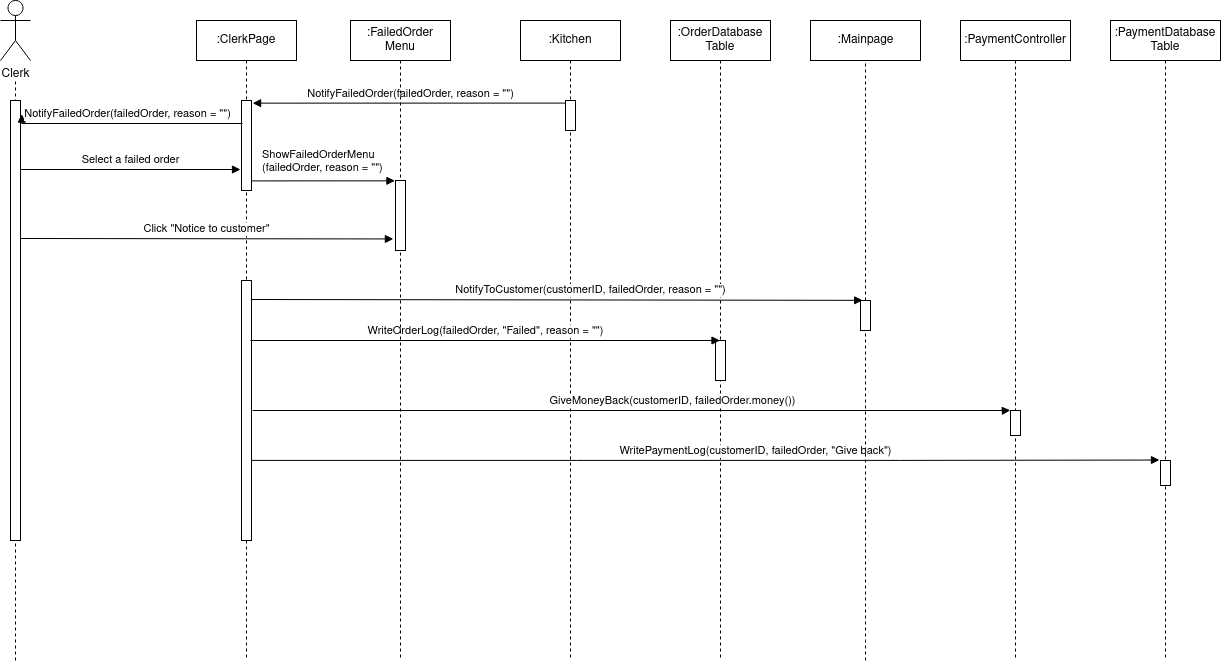 :ClerkPage
:FailedOrder
Menu
:Kitchen
:OrderDatabase
Table
:Mainpage
:PaymentController
:PaymentDatabase
Table
Clerk
NotifyFailedOrder(failedOrder, reason = "")
NotifyFailedOrder(failedOrder, reason = "")
Select a failed order
ShowFailedOrderMenu
(failedOrder, reason = "")
Click "Notice to customer"
NotifyToCustomer(customerID, failedOrder, reason = "")
WriteOrderLog(failedOrder, "Failed", reason = "")
GiveMoneyBack(customerID, failedOrder.money())
WritePaymentLog(customerID, failedOrder, "Give back")